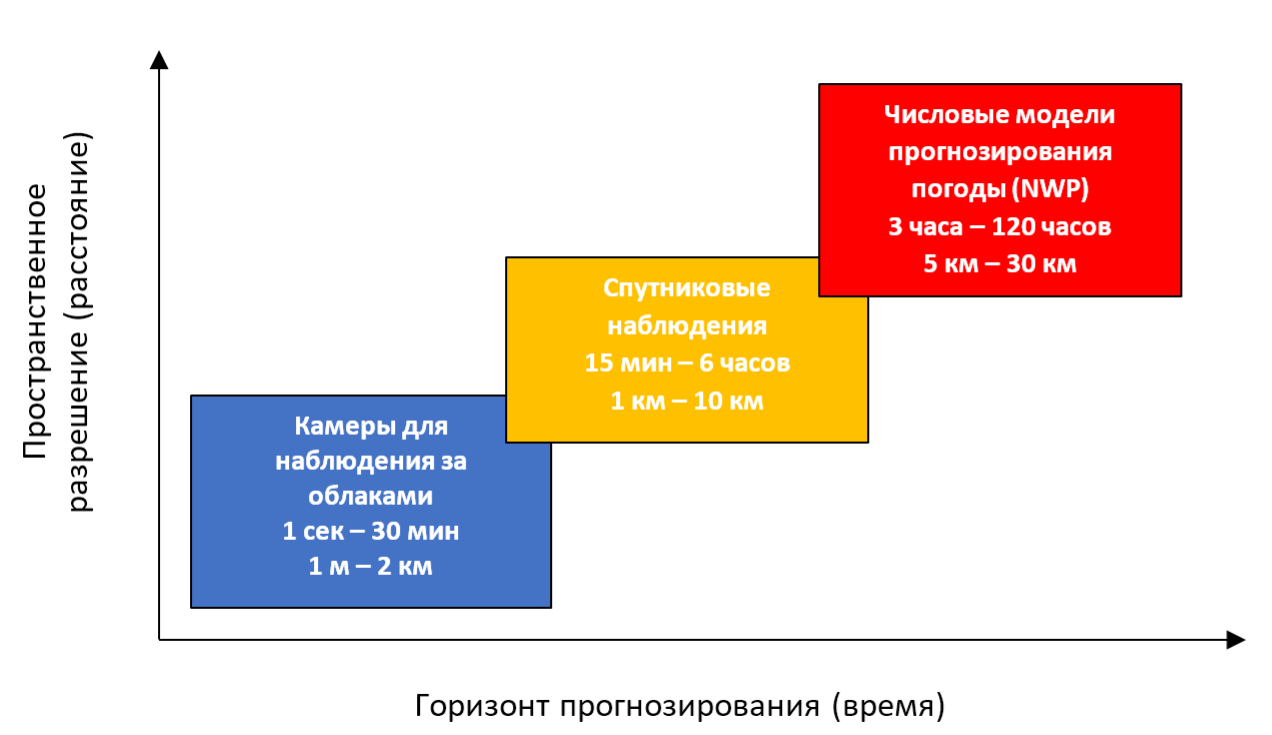 Пространственное
разрешение (расстояние)
Числовые модели
прогнозирования
погоды (NWP)
3 часа – 120 часов
5 км – 30 км
Спутниковые
наблюдения
15 мин – 6 часов
1 км – 10 км
Камеры для
наблюдения за
облаками
1 сек – 30 мин
1 м – 2 км
Горизонт прогнозирования (время)